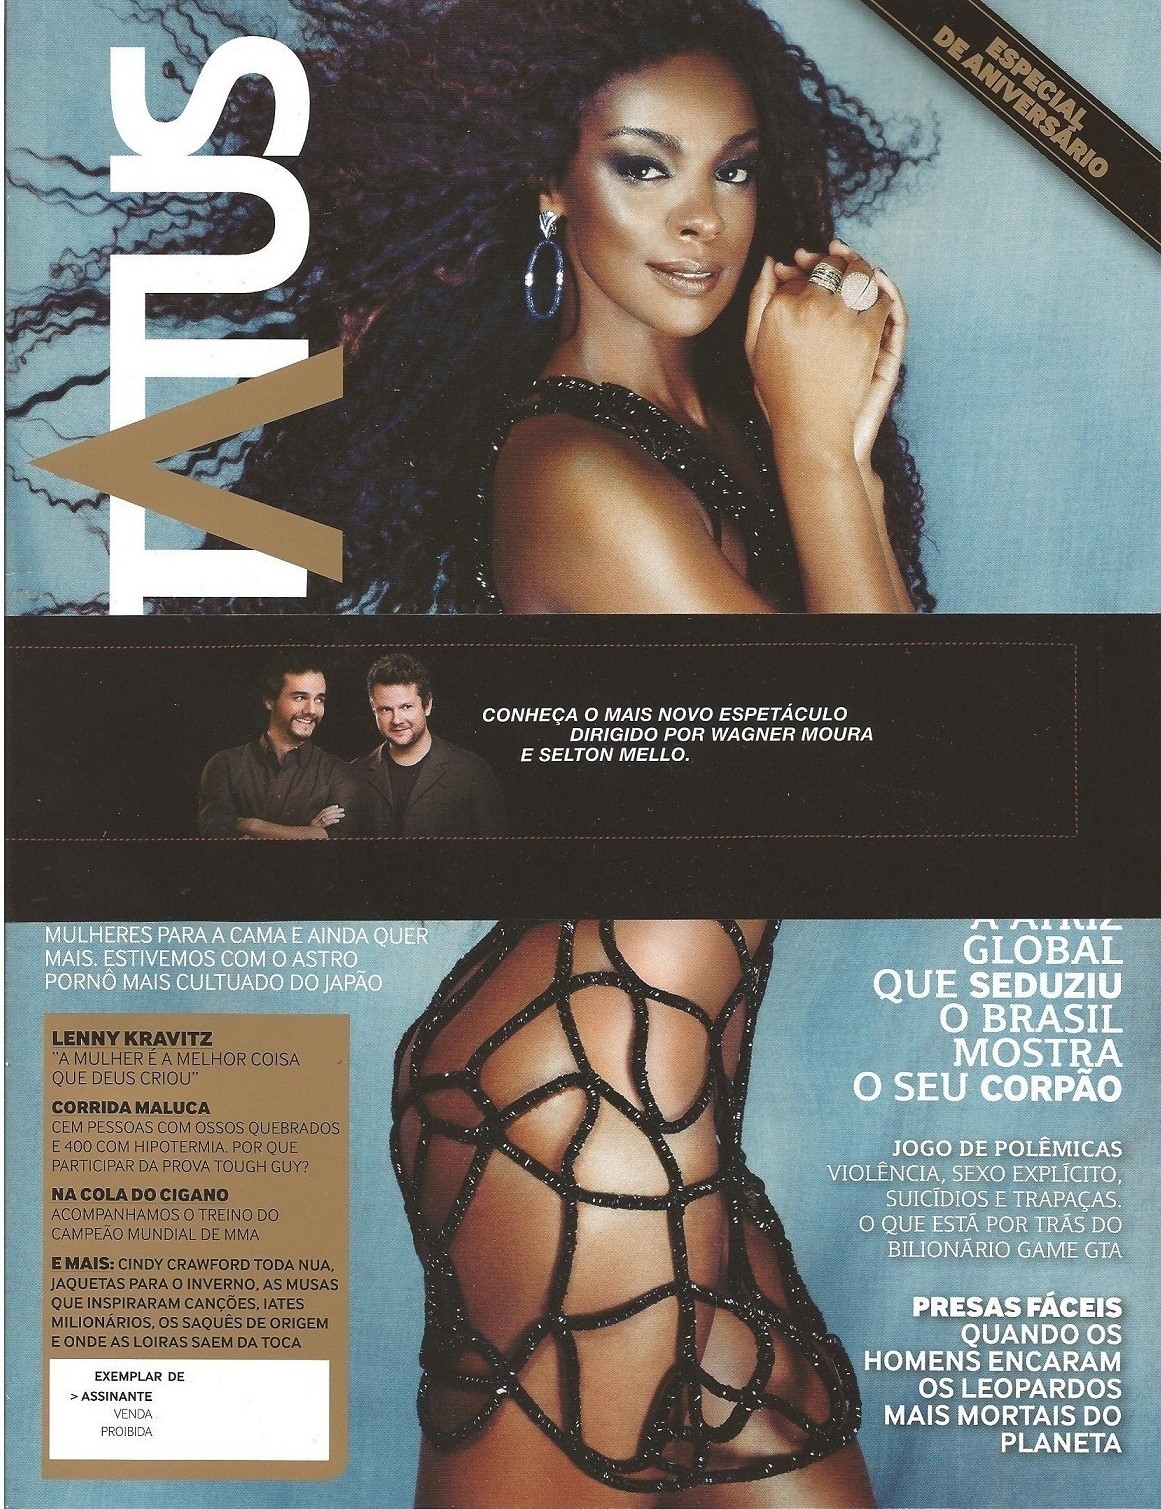 STATUS
ESPECIAL
DE ANIVERSÁRIO
CONHEÇA O MAIS NOVO ESPETÁCULO
DIRIGIDO POR WAGNER MOURA
E SELTON MELLO.
MULHERES PARA A CAMA E AINDA QUER
MAIS. ESTIVEMOS COM O ASTRO
PORNÔ MAIS CULTUADO DO JAPÃO
LENNY KRAVITZ
"A MULHER É A MELHOR COISA
QUE DEUS CRIOU"
CORRIDA MALUCA
CEM PESSOAS COM OSSOS QUEBRADOS
E 400 COM HIPOTERMIA. POR QUE
PARTICIPAR DA PROVA TOUGH GUY?
NA COLA DO CIGANO
ACOMPANHAMOS O TREINO DO
CAMPEÃO MUNDIAL DE MMA
E MAIS: CINDY CRAWFORD TODA NUA,
JAQUETAS PARA O INVERNO, AS MUSAS
QUE INSPIRARAM CANÇÕES, IATES
MILIONÁRIOS, OS SAQUÊS DE ORIGEM
E ONDE AS LOIRAS SAEM DA TOCA
EXEMPLAR DE
> ASSINANTE
VENDA
PROIBIDA
A ATRIZ
GLOBAL
QUE SEDUZIU
O BRASIL
MOSTRA
O SEU CORPÃO
JOGO DE POLÊMICAS
VIOLÊNCIA, SEXO EXPLÍCITO,
SUICÍDIOS E TRAPAÇAS.
O QUE ESTÁ POR TRÁS DO
BILIONÁRIO GAME GTA
PRESAS FÁCEIS
QUANDO OS
HOMENS ENCARAM
OS LEOPARDOS
MAIS MORTAIS DO
PLANETA